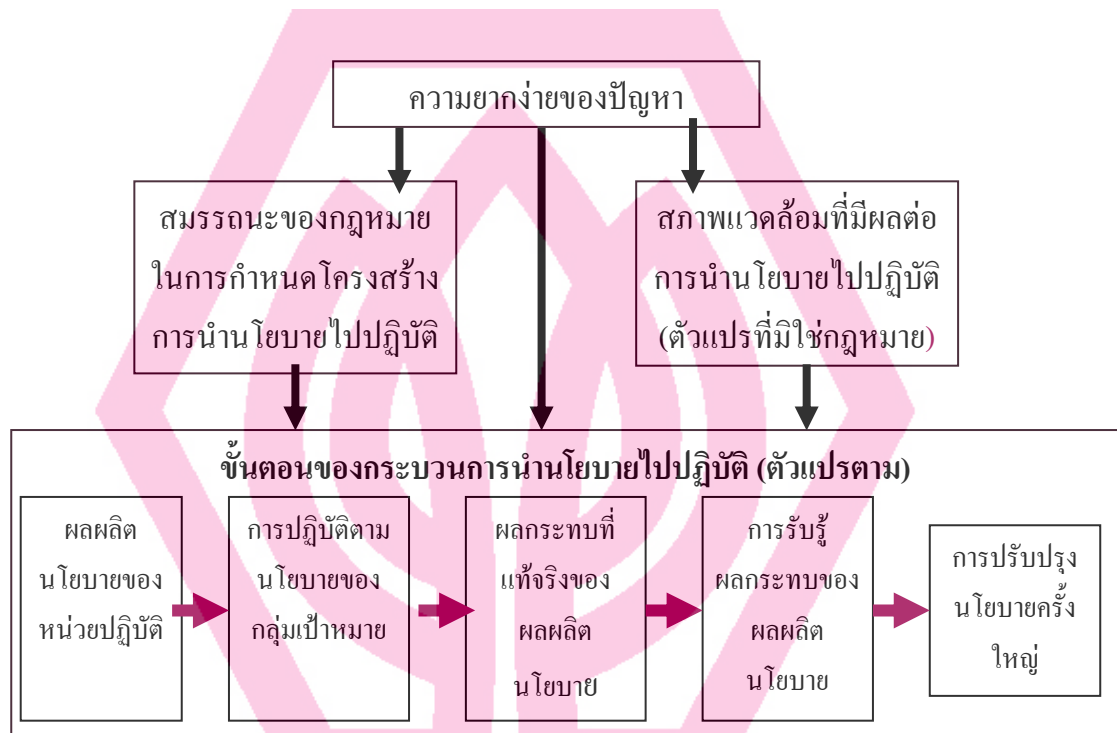 ความยากง่ายของปัญหา
สมรรถนะของกฎหมาย
ในการกำหนดโครงสร้าง
การนำนโยบายไปปฏิบัติ
สภาพแวดล้อมที่มีผลต่อ
การนำนโยบายไปปฏิบัติ
(ตัวแปรที่มิใช่กฎหมาย)
ขั้นตอนของกระบวนการนำนโยบายไปปฏิบัติ (ตัวแปรตาม)
ผลผลิต
นโยบายของ
หน่วยปฏิบัติ
การปฏิบัติตาม
นโยบายของ
กลุ่มเป้าหมาย
ผลกระทบที่
แท้จริงของ
ผลผลิต
นโยบาย
การรับรู้
ผลกระทบของ
ผลผลิต
นโยบาย
การปรับปรุง
นโยบายครั้ง
ใหญ่